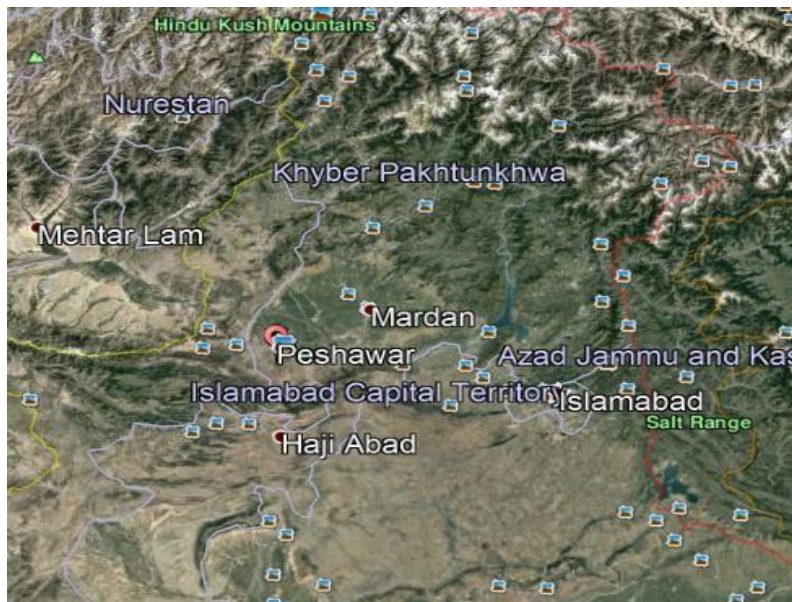 Hindu Kush Mountains
Nurestan
Khyber Pakhtunkhwa
Mehtar Lam
Mardan
Peshawar
Azad Jammu and Kas
Islamabad Capital Territory
Islamabad
Salt Range
Haji Abad